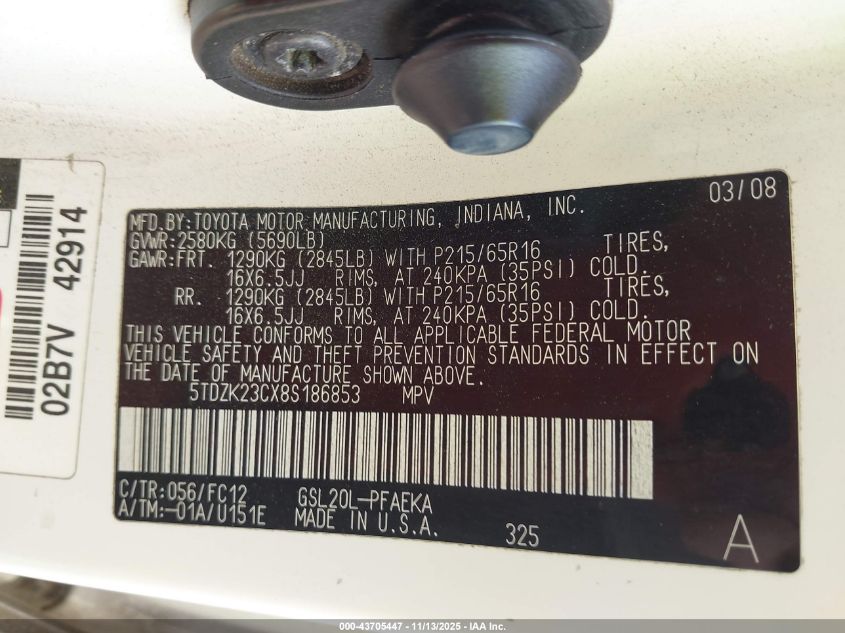 03/08
MFD. BY: TOYOTA MOTOR MANUFACTURING, INDIANA, INC.
GVWR: 2580KG (5690LB)
GAWR: FRT. 1290KG (2845LB) WITH P215/65R16 TIRES,
16X6.5JJ RIMS, AT 240KPA (35PSI) COLD.
RR. 1290KG (2845LB) WITH P215/65R16 TIRES,
16X6.5JJ RIMS, AT 240KPA (35PSI) COLD.
THIS VEHICLE CONFORMS TO ALL APPLICABLE FEDERAL MOTOR
VEHICLE SAFETY AND THEFT PREVENTION STANDARDS IN EFFECT ON
THE DATE OF MANUFACTURE SHOWN ABOVE.
5TDZK23CX8S186853 MPV
C/TR: 056/FC12 GSL20L-PFAEKA
A/TM:-01A/U151E MADE IN U.S.A.
325
A
02B7V 42914
000-43705447 - 11/13/2025 - IAA Inc.